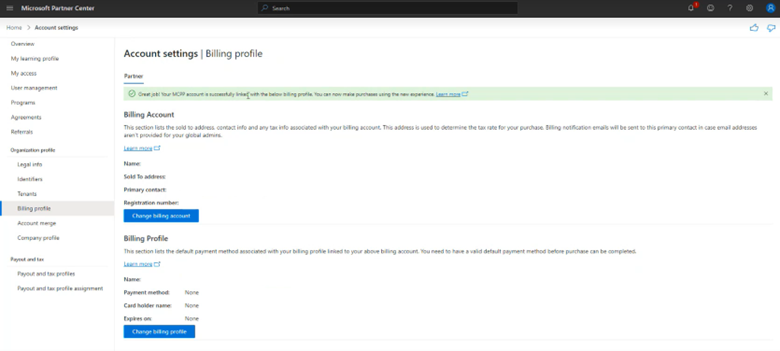 Microsoft Partner Center
Search
1
?
Home > Account settings
Overview
My learning profile
My access
User management
Programs
Agreements
Referrals
Organization profile
Legal info
Identifiers
Tenants
Billing profile
Account merge
Company profile
Payout and tax
Payout and tax profiles
Payout and tax profile assignment
Account settings | Billing profile
Partner
Great job! Your MCPP account is successfully linked with the below billing profile. You can now make purchases using the new experience. Learn more
Billing Account
This section lists the sold to address, contact info and any tax info associated with your billing account. This address is used to determine the tax rate for your purchase. Billing notification emails will be sent to this primary contact in case email addresses
aren't provided for your global admins.
Learn more
Name:
Sold To address:
Primary contact:
Registration number:
Change billing account
Billing Profile
This section lists the default payment method associated with your billing profile linked to your above billing account. You need to have a valid default payment method before purchase can be completed.
Learn more
Name:
Payment method: None
Card holder name: None
Expires on: None
Change billing profile